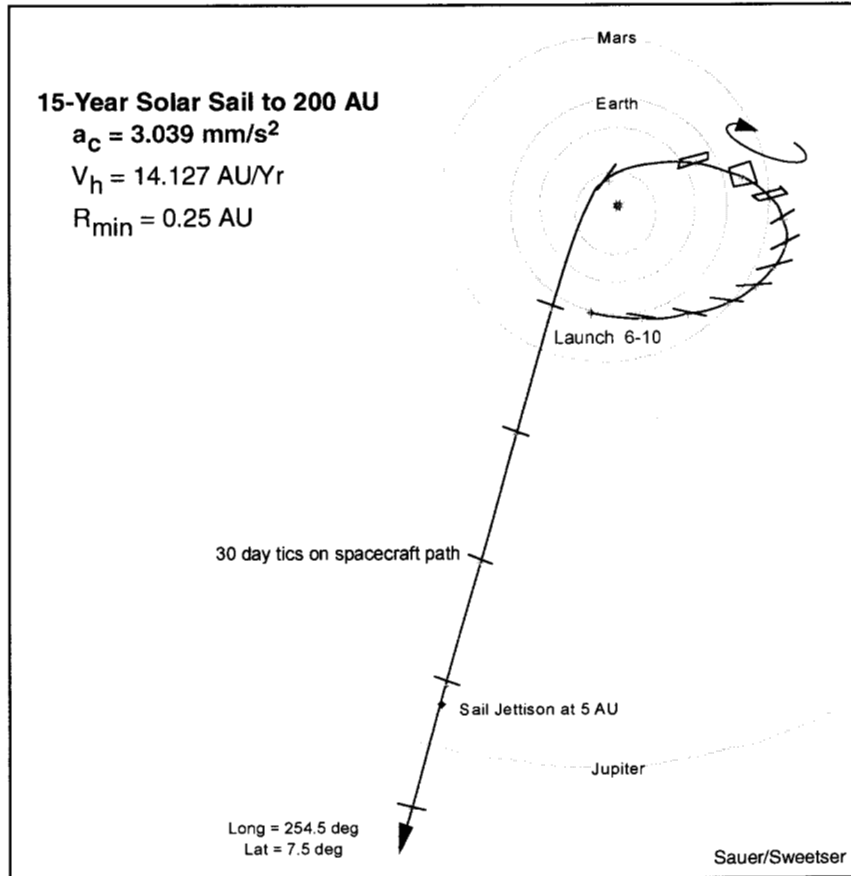 Mars
15-Year Solar Sail to 200 AU
a_c = 3.039 mm/s²
Earth
V_h = 14.127 AU/Yr
R_min = 0.25 AU
Launch 6-10
30 day tics on spacecraft path
Sail Jettison at 5 AU
Jupiter
Long = 254.5 deg
Lat = 7.5 deg
Sauer/Sweetser